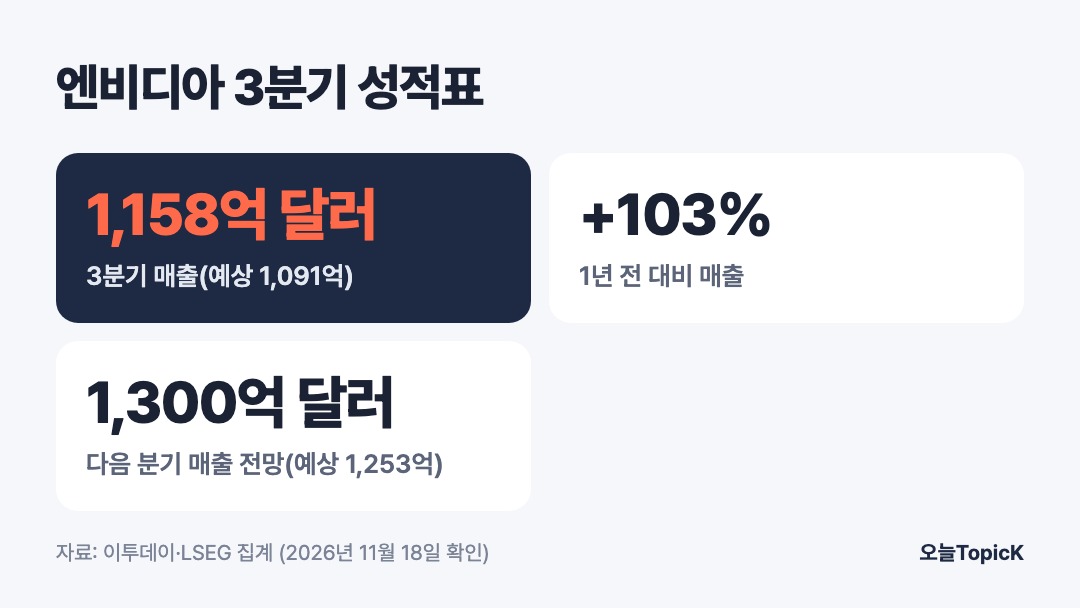 엔비디아 3분기 성적표
1,158억 달러
3분기 매출(예상 1,091억)
+103%
1년 전 대비 매출
1,300억 달러
다음 분기 매출 전망(예상 1,253억)
자료: 이투데이·LSEG 집계 (2026년 11월 18일 확인)
오늘TopicK